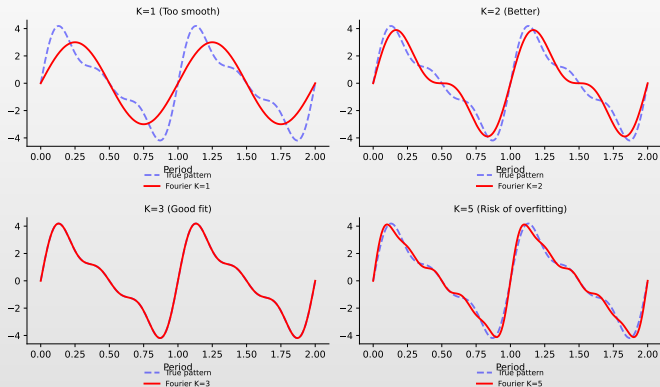 K=1 (Too smooth)
4
2
0
−2
−4
0.00 0.25 0.50 0.75 1.00 1.25 1.50 1.75 2.00
Period
True pattern
Fourier K=1
K=2 (Better)
4
2
0
−2
−4
0.00 0.25 0.50 0.75 1.00 1.25 1.50 1.75 2.00
Period
True pattern
Fourier K=2
K=3 (Good fit)
4
2
0
−2
−4
0.00 0.25 0.50 0.75 1.00 1.25 1.50 1.75 2.00
Period
True pattern
Fourier K=3
K=5 (Risk of overfitting)
4
2
0
−2
−4
0.00 0.25 0.50 0.75 1.00 1.25 1.50 1.75 2.00
Period
True pattern
Fourier K=5